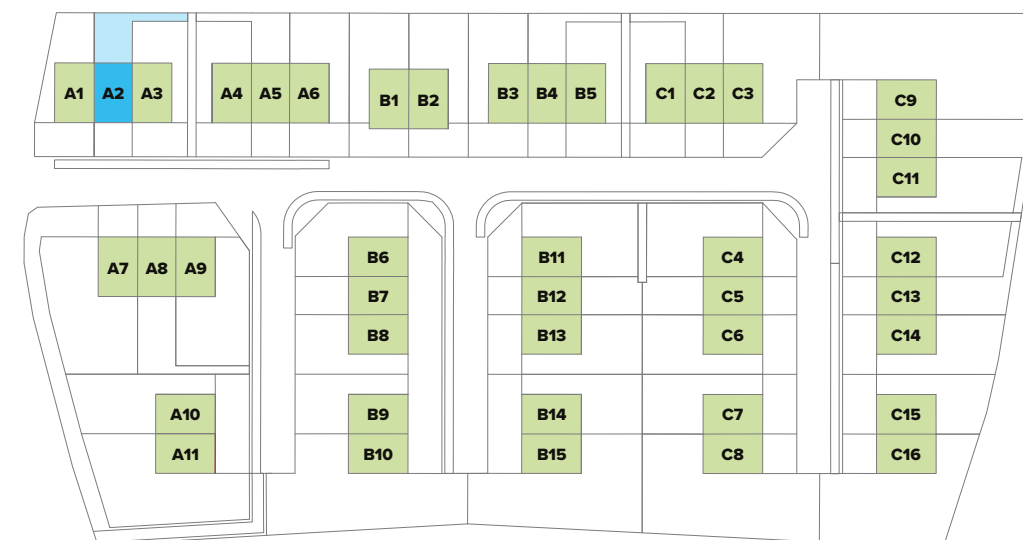 A1 A2 A3 A4 A5 A6 B1 B2 B3 B4 B5 C1 C2 C3 C9
C10
C11
A7 A8 A9 B6 B11 C4 C12
B7 B12 C5 C13
B8 B13 C6 C14
A10 B9 B14 C7 C15
A11 B10 B15 C8 C16